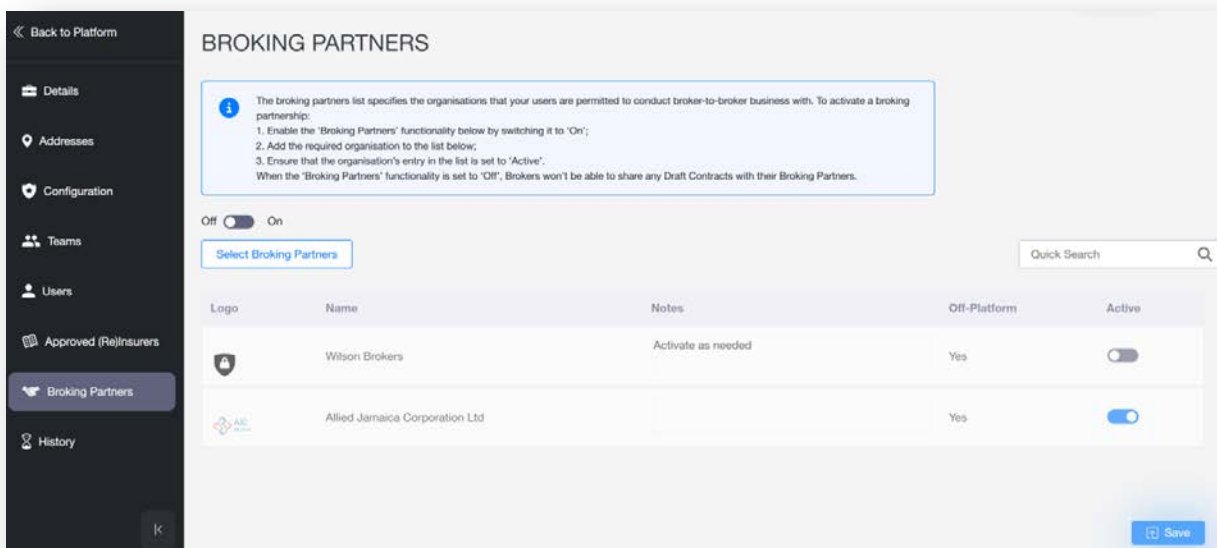 Back to Platform
BROKING PARTNERS
Details
Addresses
Configuration
Teams
Users
Approved (Re)Insurers
Broking Partners
History
The broking partners list specifies the organisations that your users are permitted to conduct broker-to-broker business with. To activate a broking
partnership:
1. Enable the 'Broking Partners' functionality below by switching it to 'On';
2. Add the required organisation to the list below;
3. Ensure that the organisation's entry in the list is set to 'Active'.
When the 'Broking Partners' functionality is set to 'Off', Brokers won't be able to share any Draft Contracts with their Broking Partners.
Off On
Select Broking Partners Quick Search
Logo Name Notes Off-Platform Active
Wilson Brokers Activate as needed Yes
Allied Jamaica Corporation Ltd Yes
Save